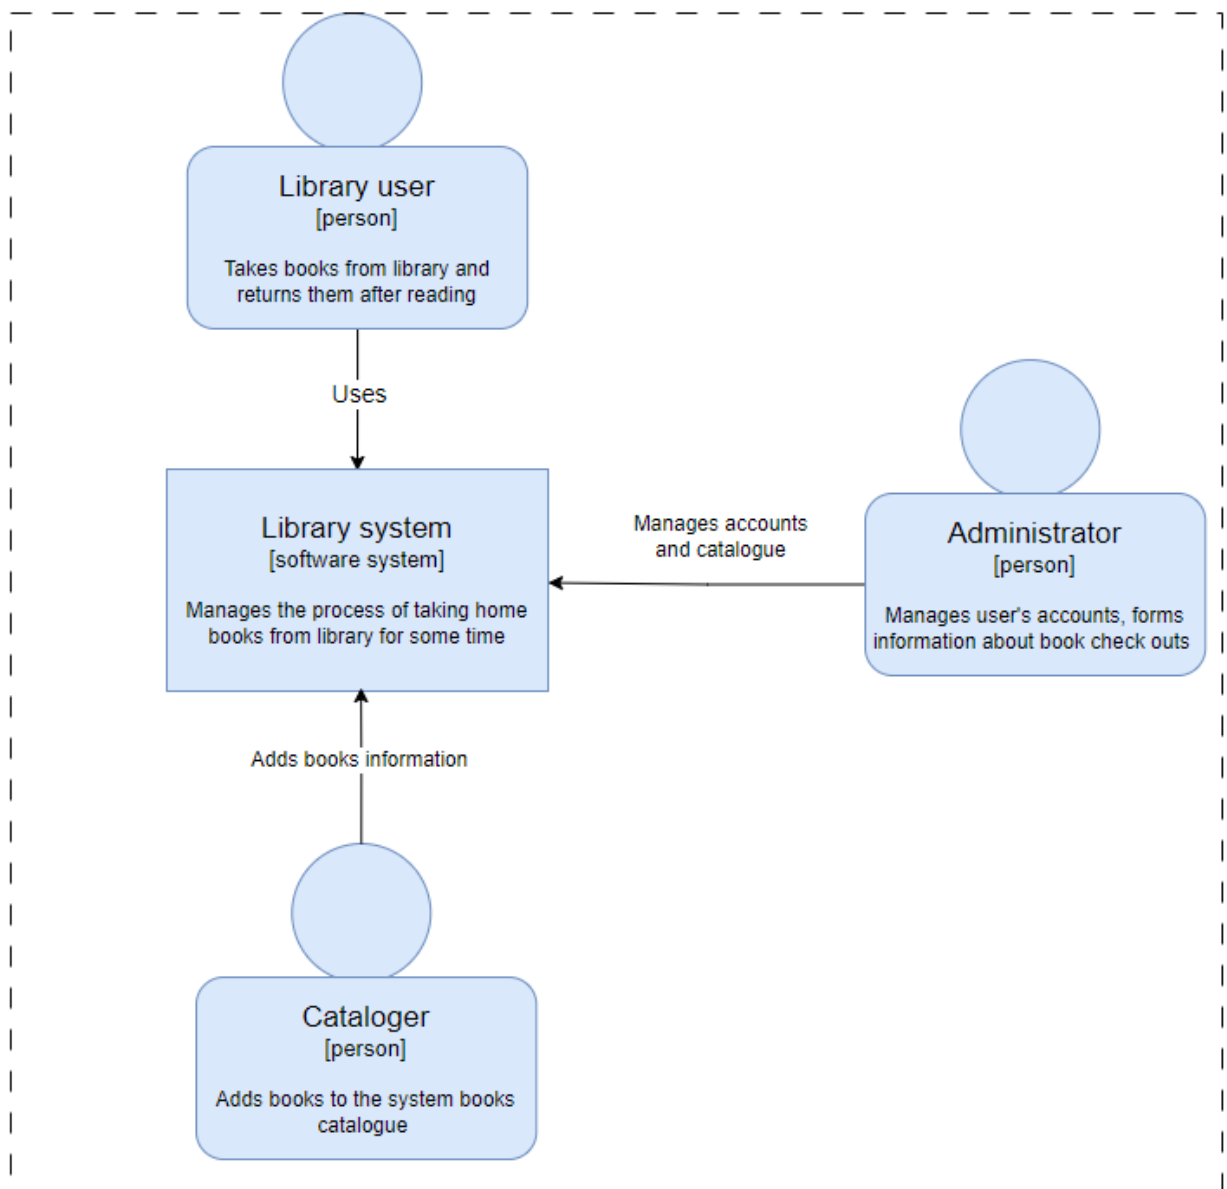 Library user
[person]
Takes books from library and
returns them after reading
Uses
Library system
[software system]
Manages the process of taking home
books from library for some time
Manages accounts
and catalogue
Administrator
[person]
Manages user's accounts, forms
information about book check outs
Adds books information
Cataloger
[person]
Adds books to the system books
catalogue